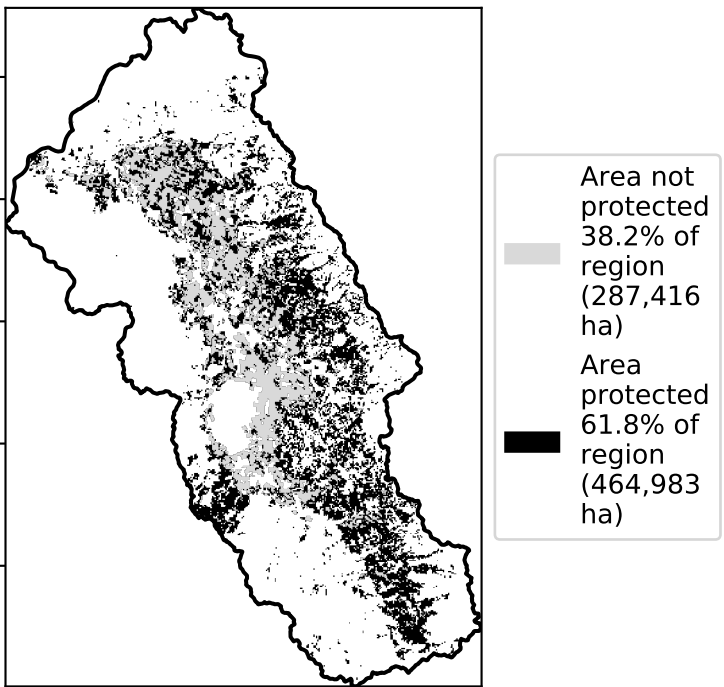 Area not
protected
38.2% of
region
(287,416
ha)
Area
protected
61.8% of
region
(464,983
ha)